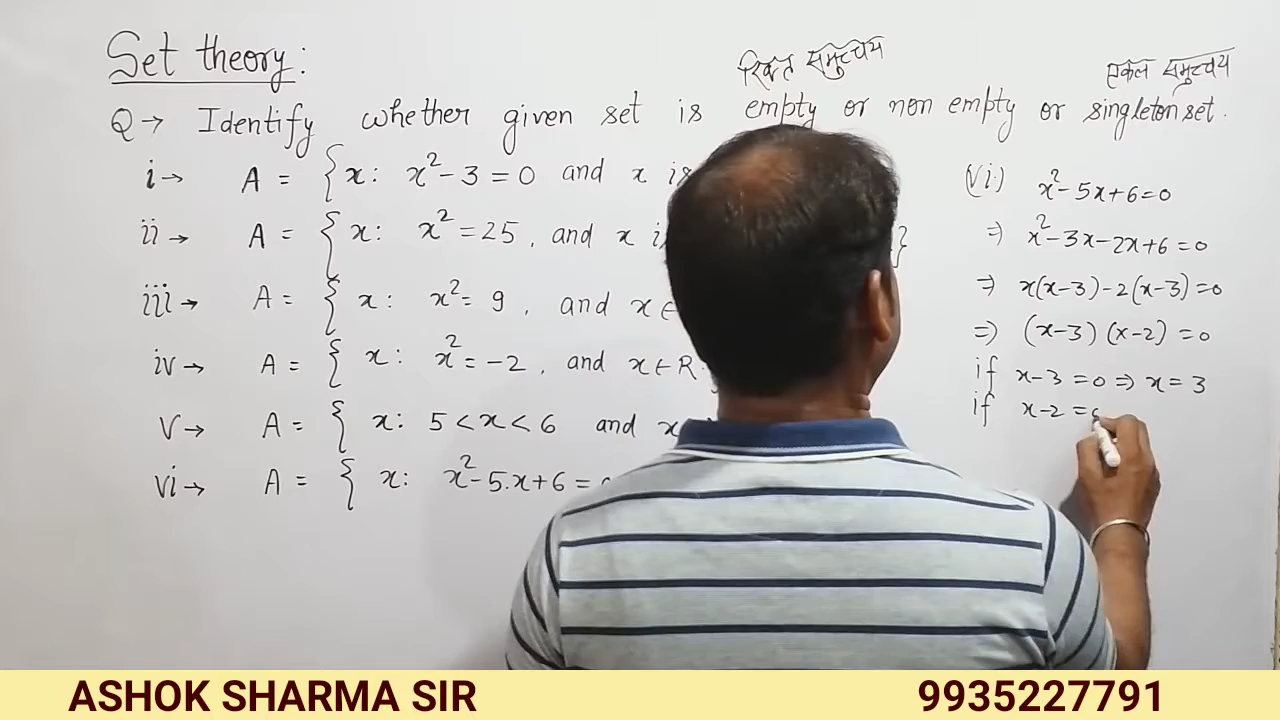 Set theory:
रिक्त समुच्चय
एकल समुच्चय
Q → Identify whether given set is empty or non empty or singleton set.
i → A = { x: x² - 3 = 0 and x is
ii → A = { x: x² = 25 , and x is }
iii → A = { x: x² = 9 , and x ∈
iv → A = { x: x² = -2 , and x ∈ R.
v → A = { x: 5 < x < 6 and x
vi → A = { x: x² - 5.x + 6 = 0
(vi) x² - 5x + 6 = 0
=) x² - 3x - 2x + 6 = 0
=) x(x-3) - 2(x-3) = 0
=) (x-3) (x-2) = 0
if x-3 = 0 => x = 3
if x-2 =
ASHOK SHARMA SIR
9935227791